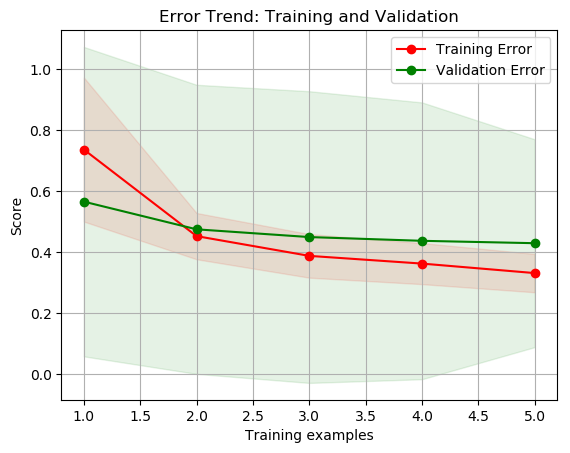 Error Trend: Training and Validation
Training Error
Validation Error
Score
1.0
0.8
0.6
0.4
0.2
0.0
1.0 1.5 2.0 2.5 3.0 3.5 4.0 4.5 5.0
Training examples